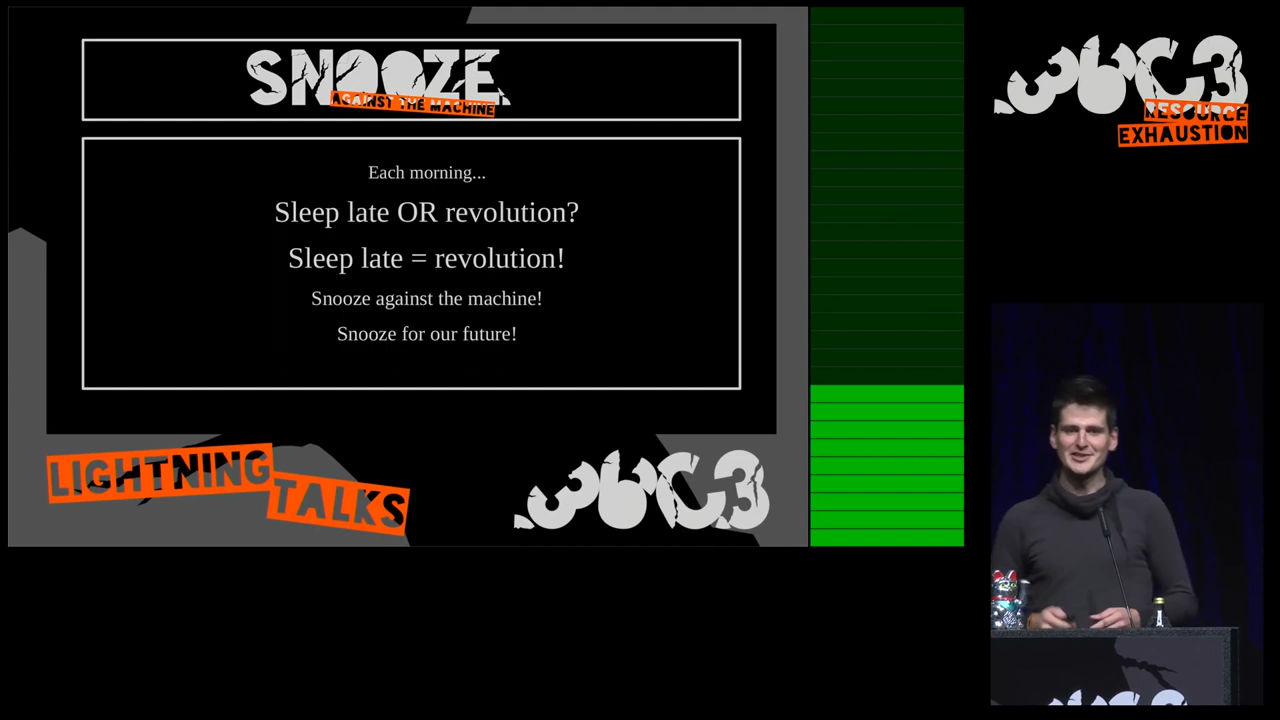 SNOOZE
AGAINST THE MACHINE
Each morning...
Sleep late OR revolution?
Sleep late = revolution!
Snooze against the machine!
Snooze for our future!
LIGHTNING
TALKS
36C3
36C3
RESOURCE
EXHAUSTION
36C3